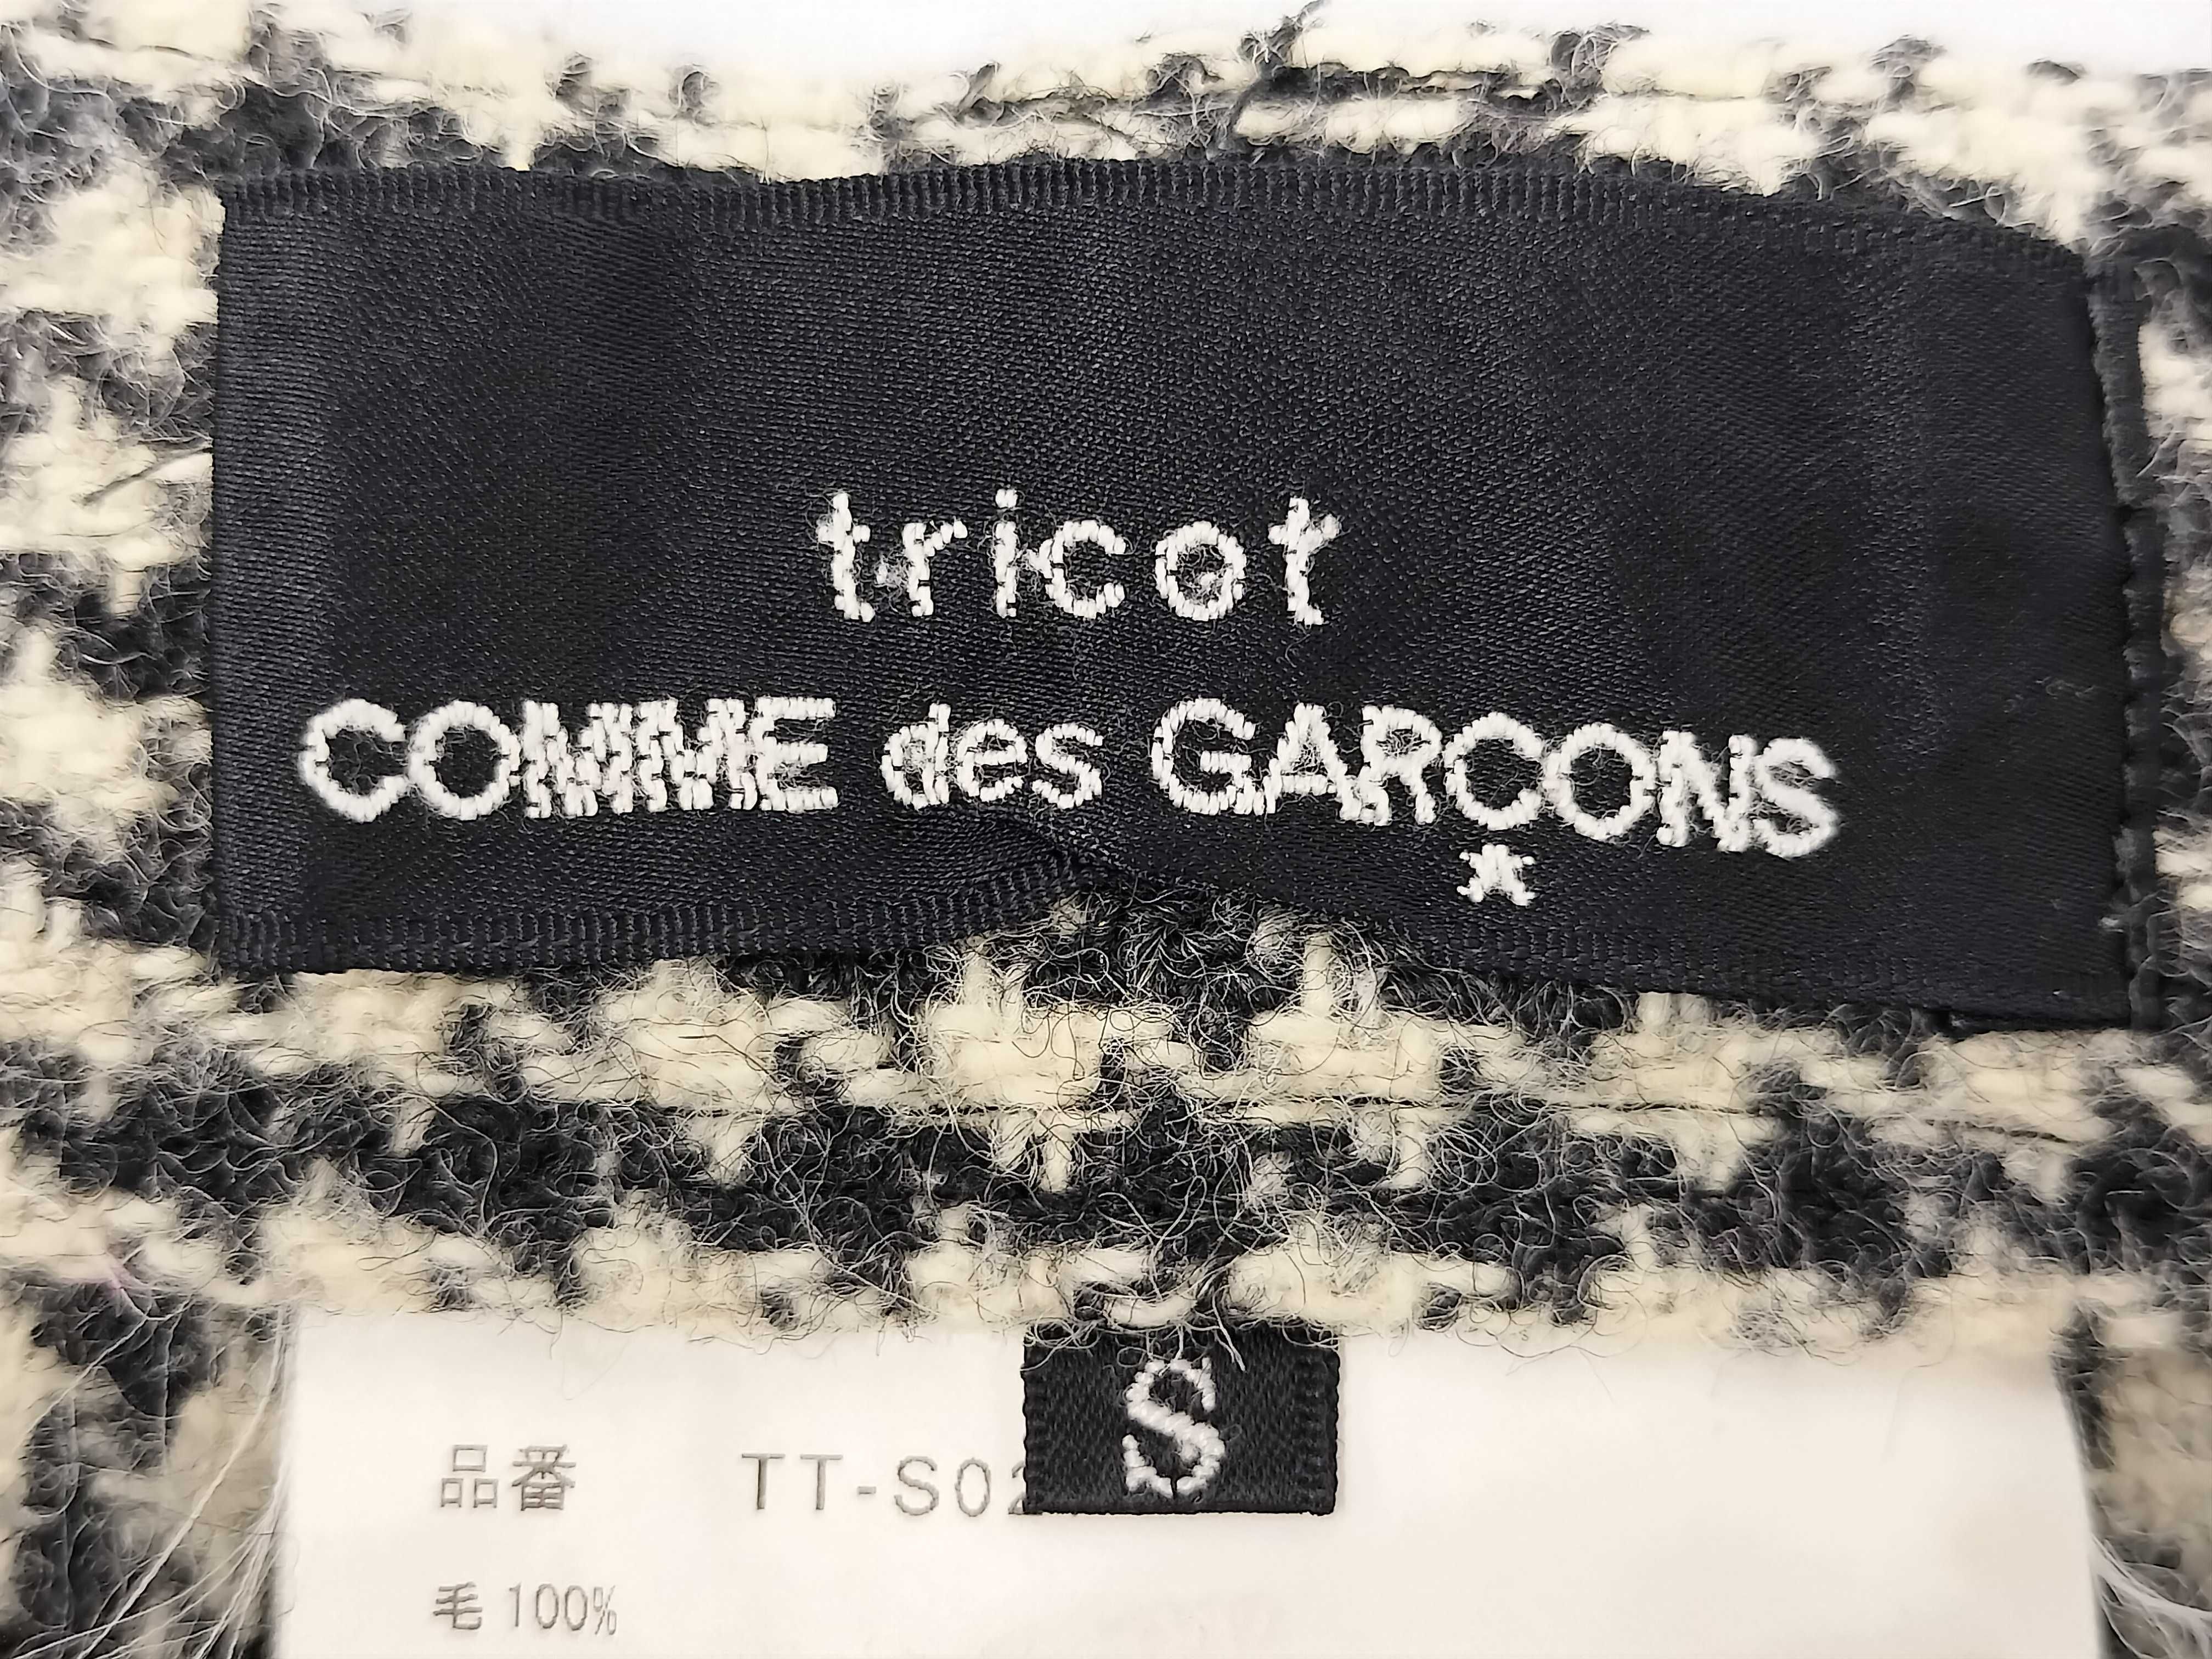 tricot
COMME des GARCONS
*
S
品番 TT-S02
毛 100%